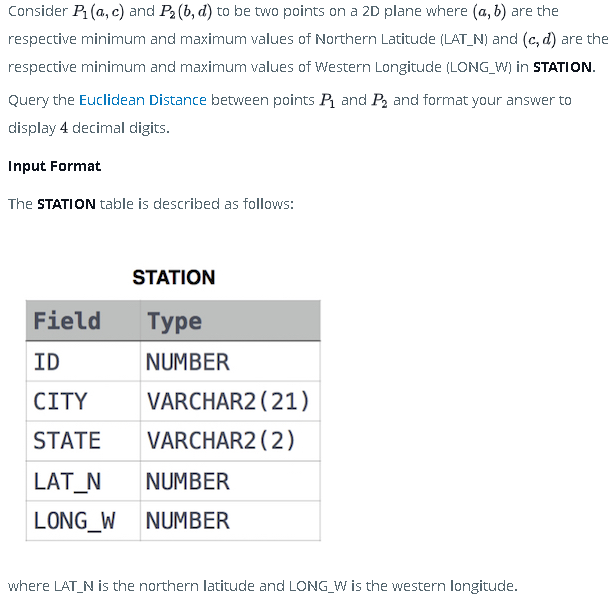 Consider P₁(a, c) and P₂(b, d) to be two points on a 2D plane where (a, b) are the
respective minimum and maximum values of Northern Latitude (LAT_N) and (c, d) are the
respective minimum and maximum values of Western Longitude (LONG_W) in STATION.
Query the Euclidean Distance between points P₁ and P₂ and format your answer to
display 4 decimal digits.
Input Format
The STATION table is described as follows:
STATION
Field Type
ID NUMBER
CITY VARCHAR2(21)
STATE VARCHAR2(2)
LAT_N NUMBER
LONG_W NUMBER
where LAT_N is the northern latitude and LONG_W is the western longitude.